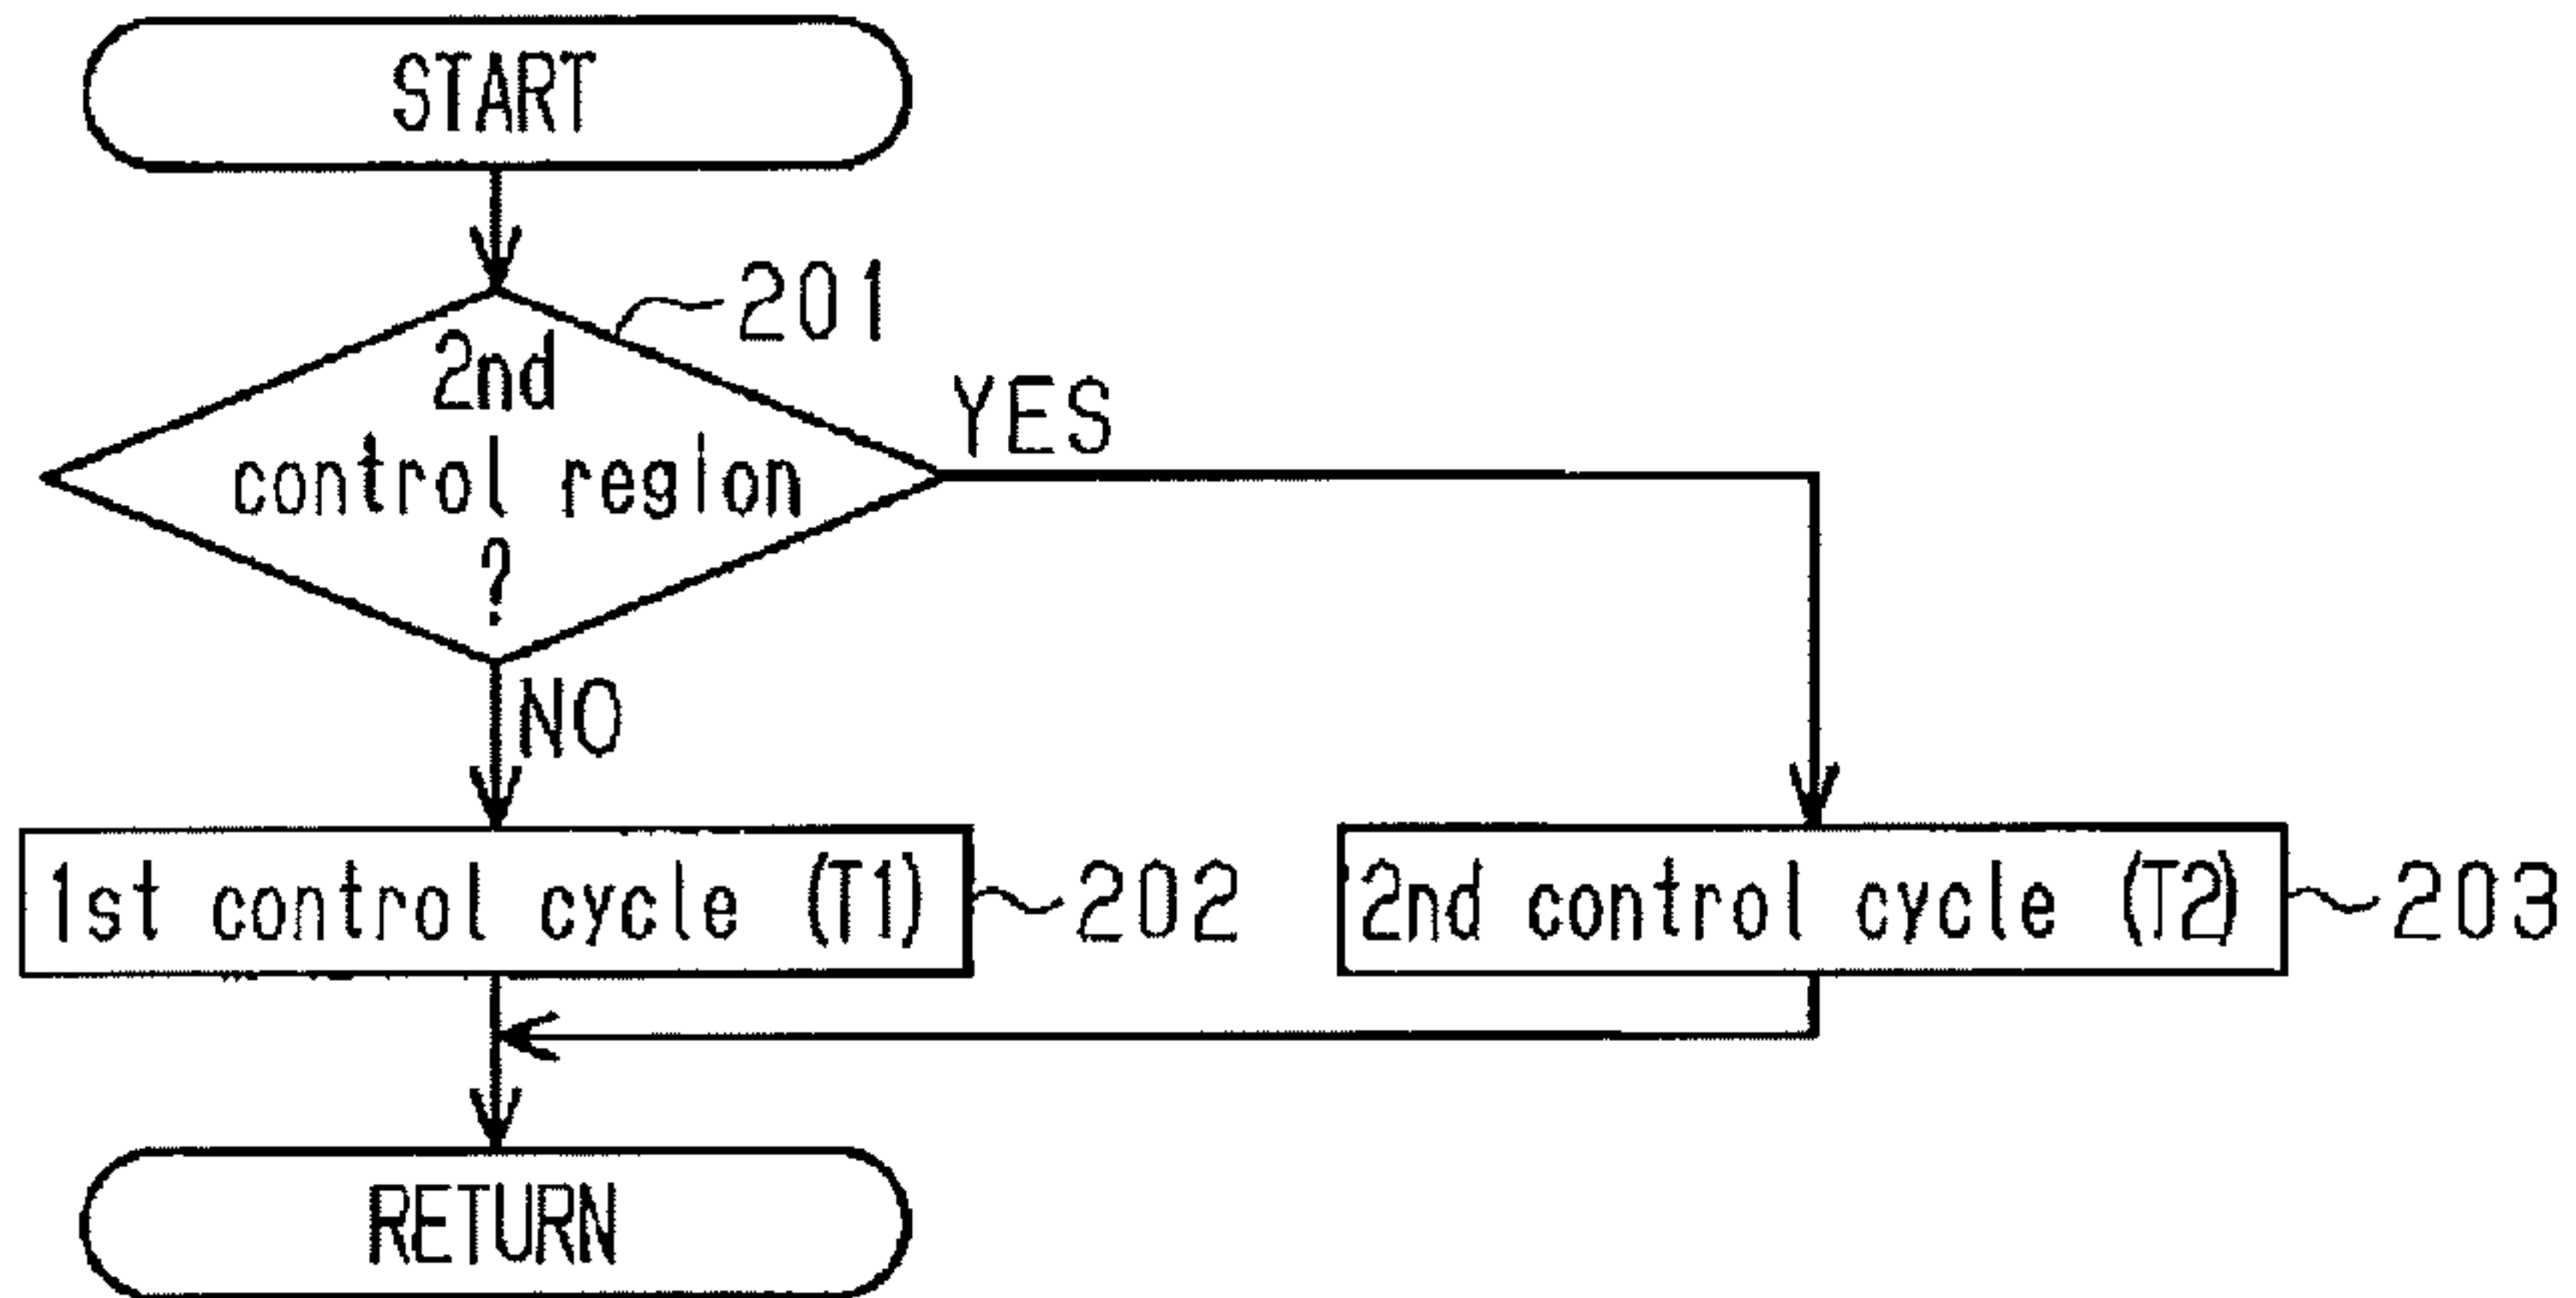 START
201
2nd
control region
?
YES
NO
1st control cycle (T1)
202
2nd control cycle (T2)
203
RETURN